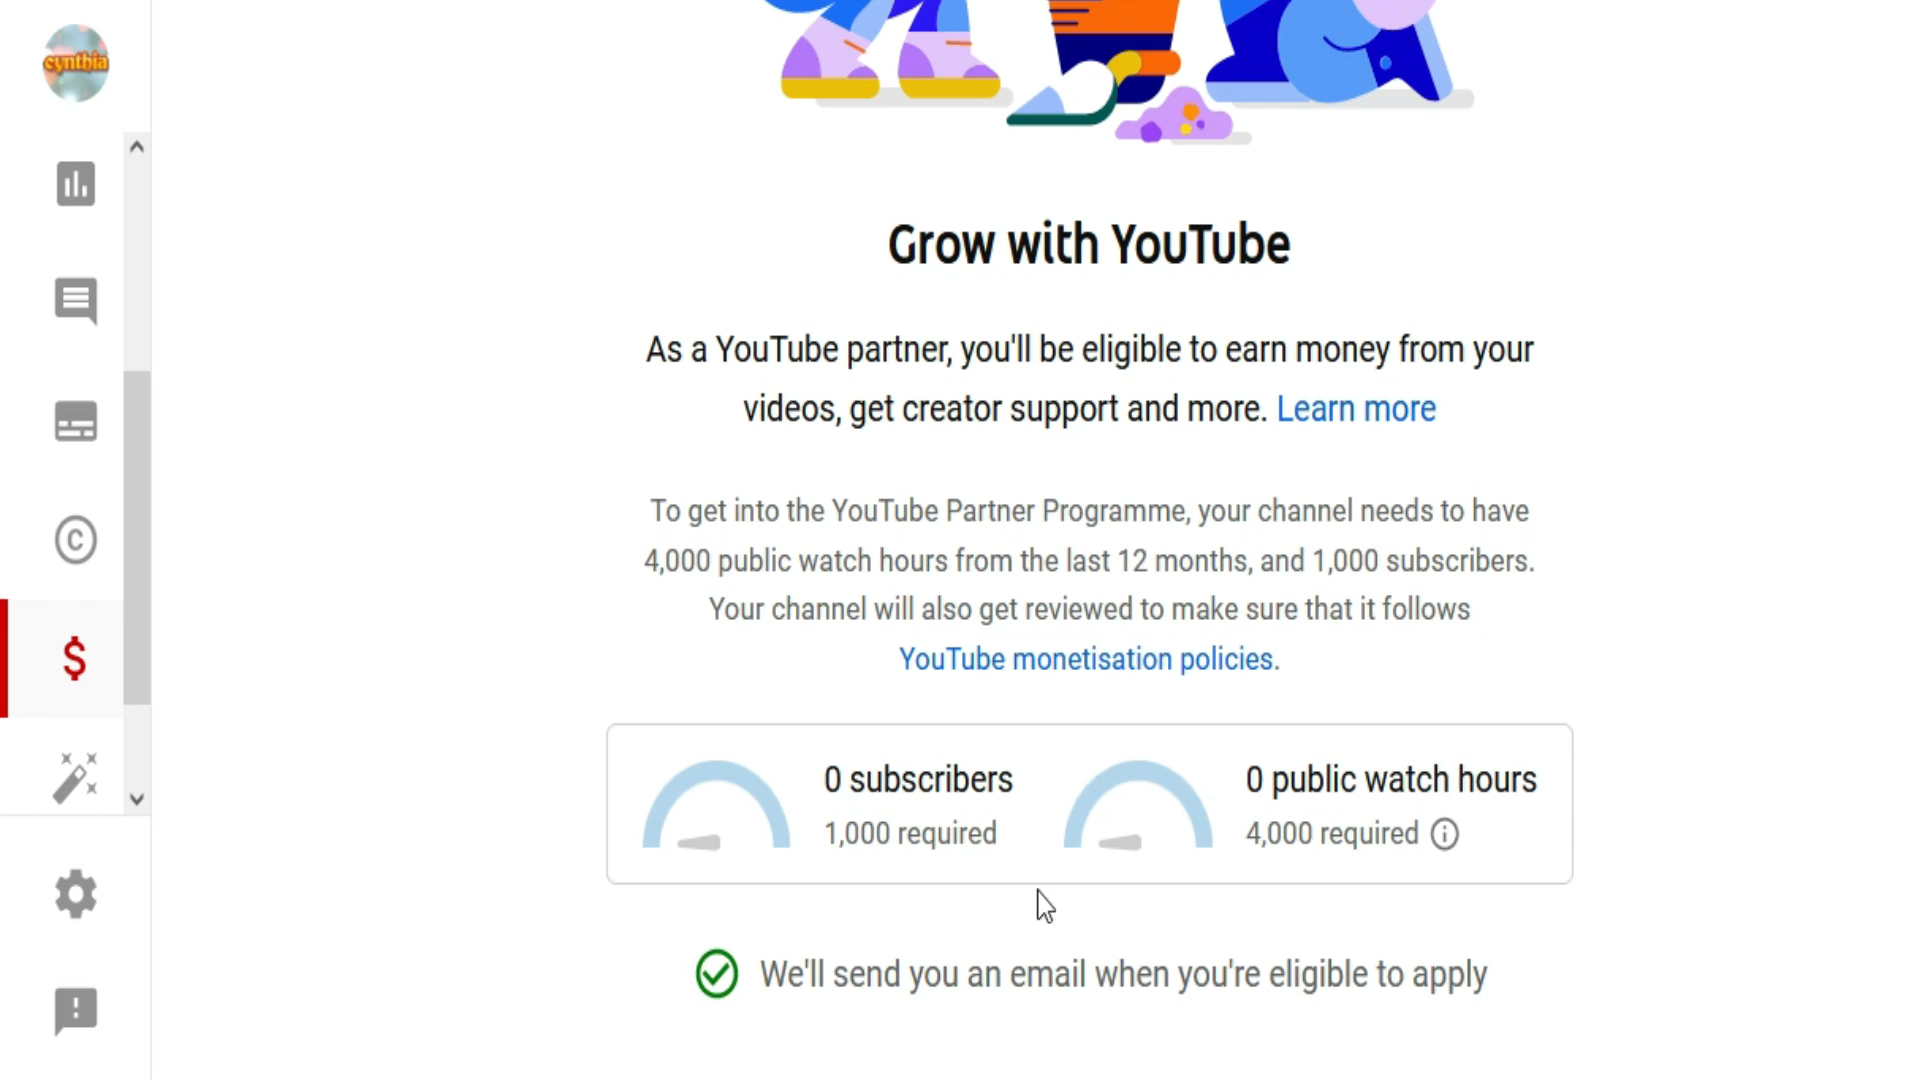 cynthia
Grow with YouTube
As a YouTube partner, you'll be eligible to earn money from your
videos, get creator support and more. Learn more
To get into the YouTube Partner Programme, your channel needs to have
4,000 public watch hours from the last 12 months, and 1,000 subscribers.
Your channel will also get reviewed to make sure that it follows
YouTube monetisation policies.
0 subscribers
1,000 required
0 public watch hours
4,000 required
We'll send you an email when you're eligible to apply